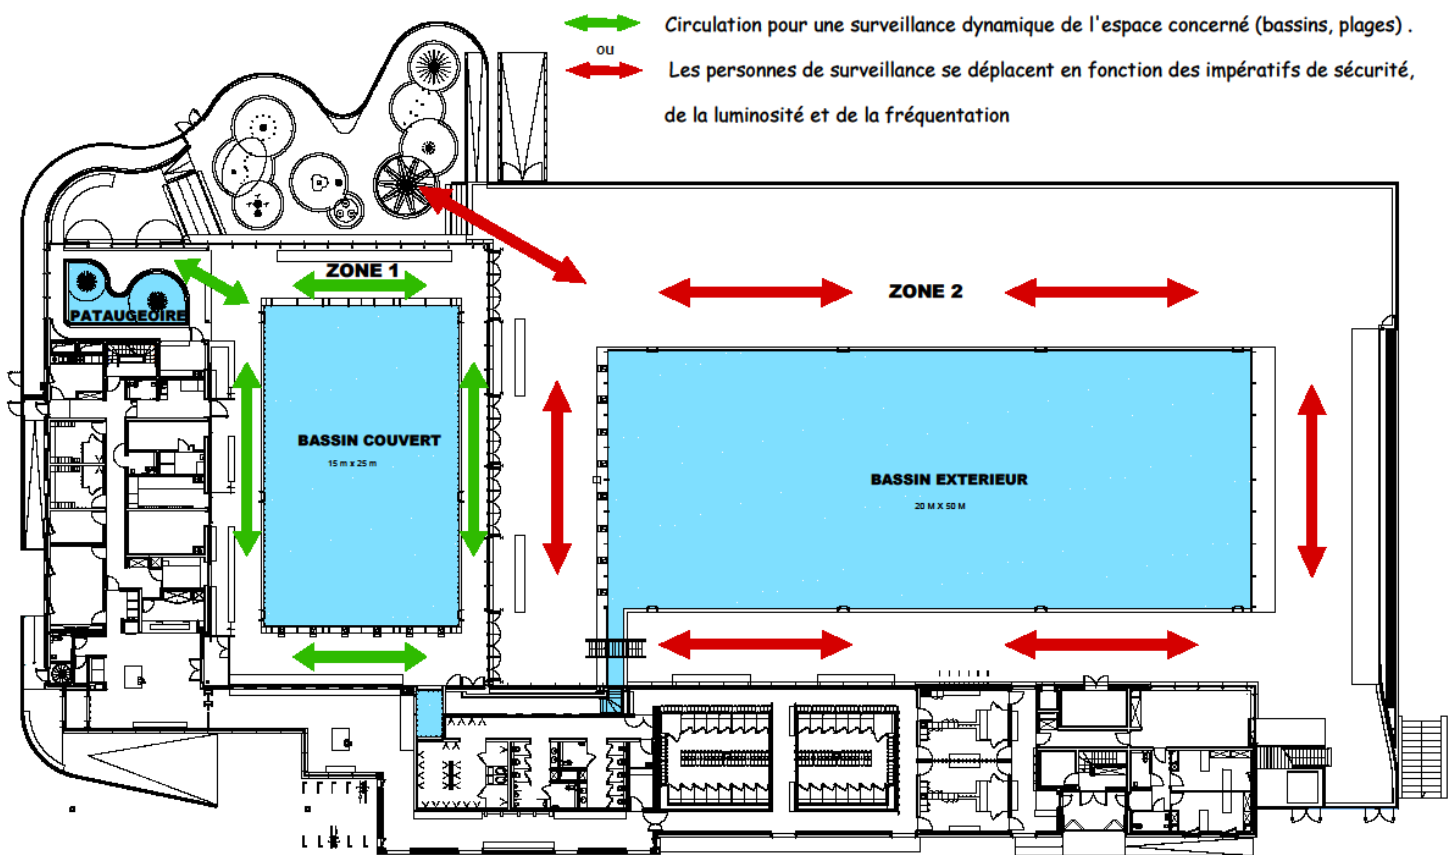 Circulation pour une surveillance dynamique de l'espace concerné (bassins, plages) .
ou
Les personnes de surveillance se déplacent en fonction des impératifs de sécurité,
de la luminosité et de la fréquentation
ZONE 1
ZONE 2
PATAUGEOIRE
BASSIN COUVERT
15 m x 25 m
BASSIN EXTERIEUR
20 M X 50 M